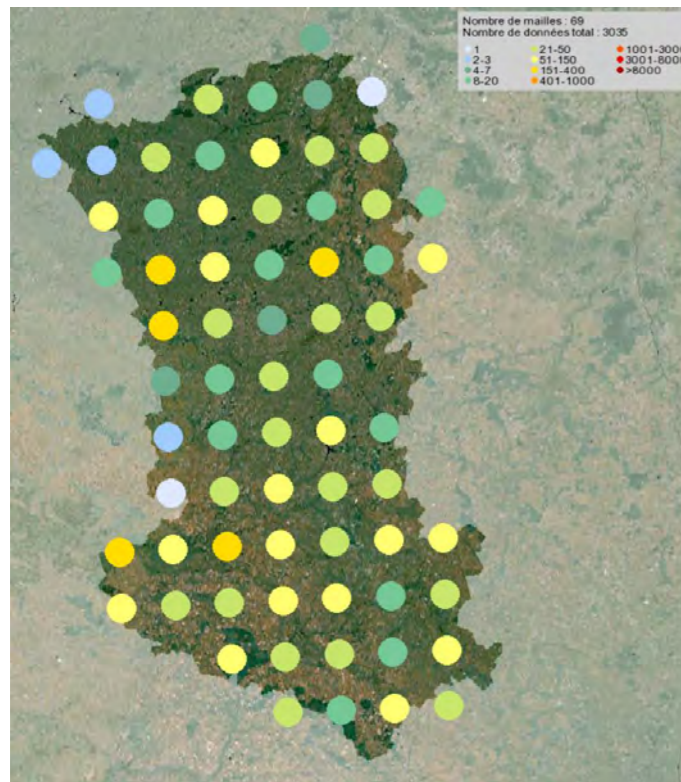 Nombre de mailles : 69
Nombre de données total : 3035
1 21-50 1001-3000
2-3 51-150 3001-8000
4-7 151-400 >8000
8-20 401-1000